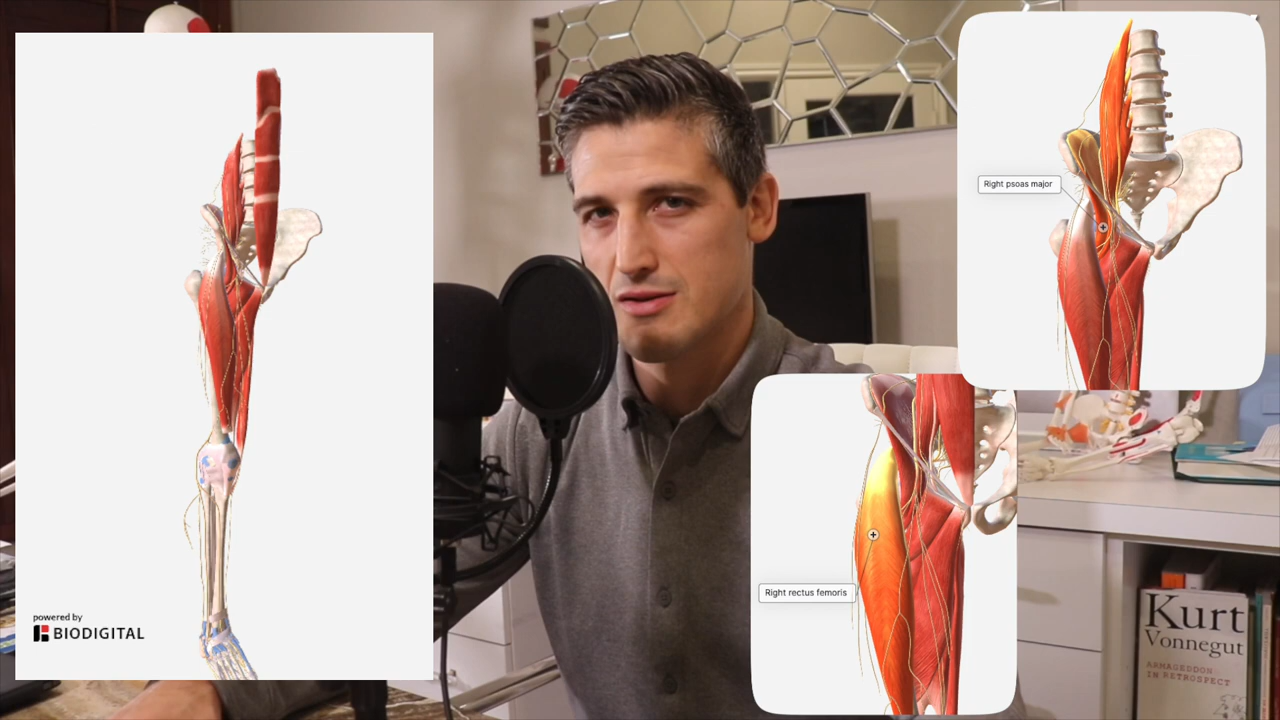 powered by
BIODIGITAL
Right psoas major
Right rectus femoris
Kurt
Vonnegut
ARMAGEDDON
IN RETROSPECT